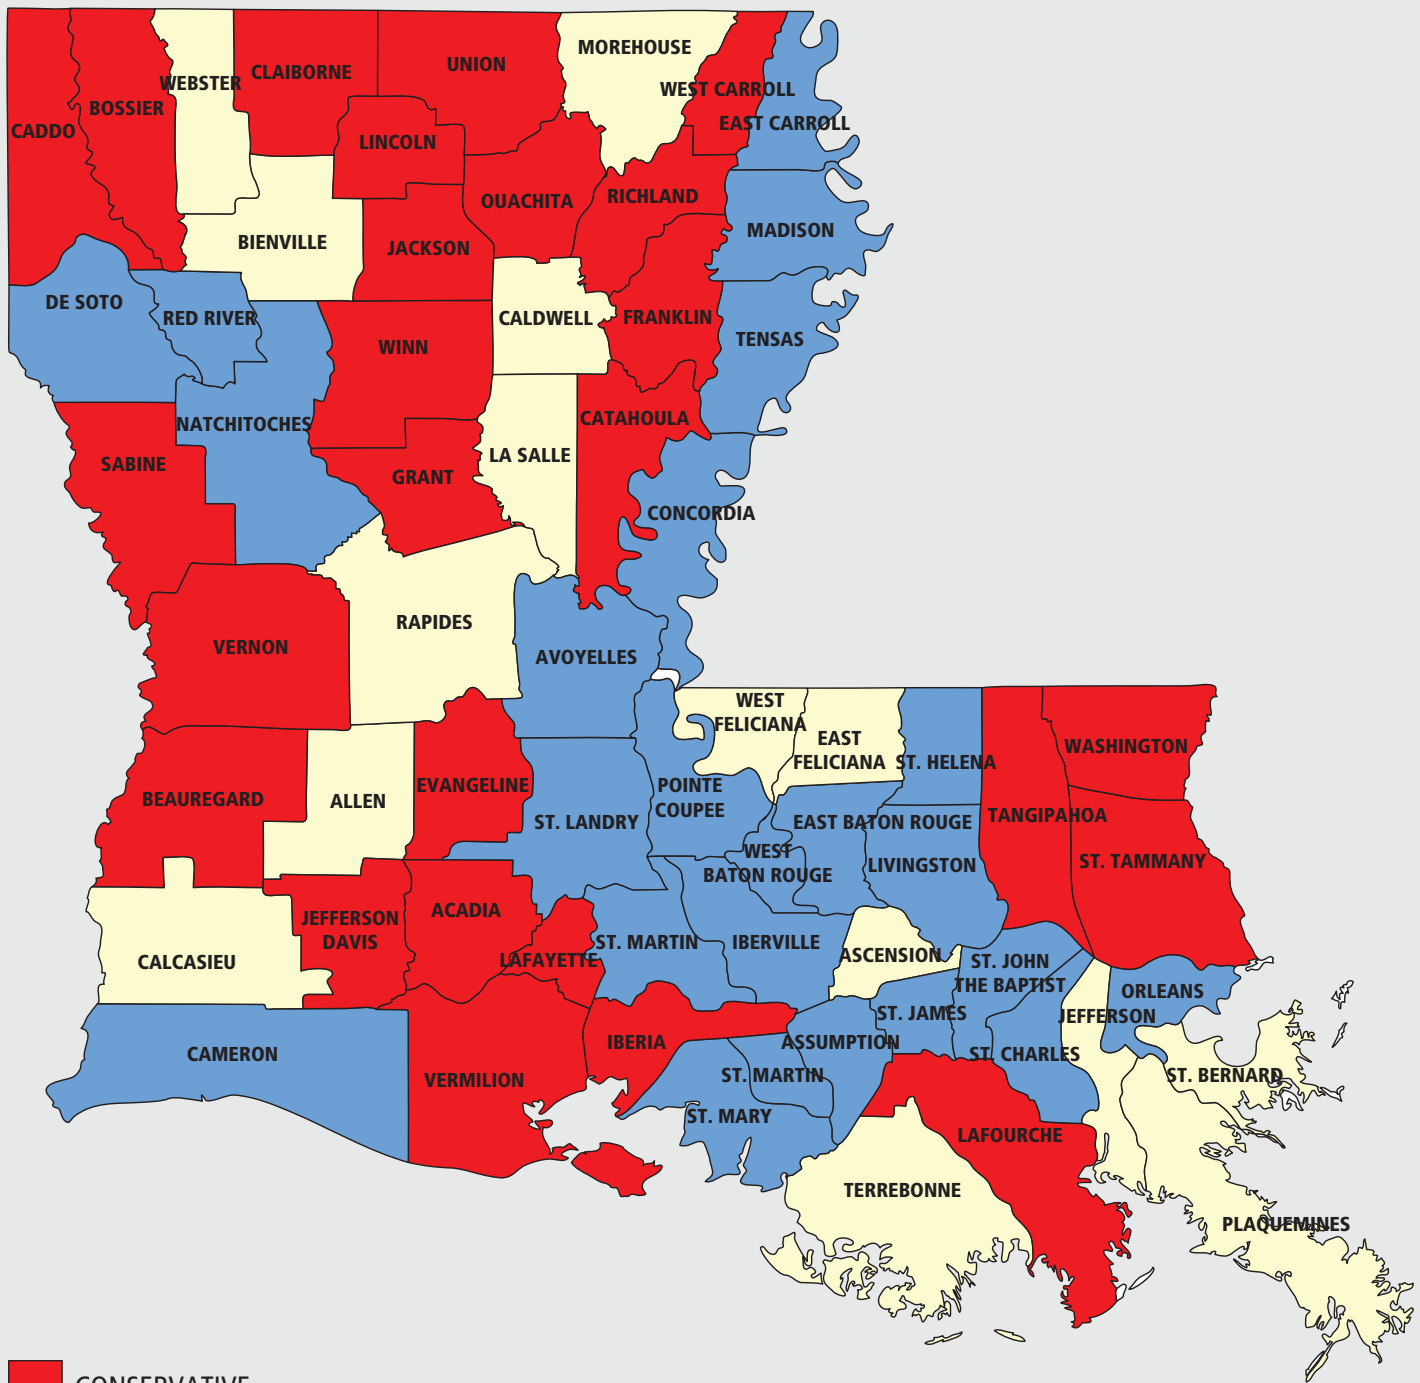 MOREHOUSE
UNION
CLAIBORNE
WEBSTER
WEST CARROLL
BOSSIER
EAST CARROLL
CADDO
LINCOLN
RICHLAND
OUACHITA
MADISON
BIENVILLE
JACKSON
DE SOTO
RED RIVER
CALDWELL
FRANKLIN
TENSAS
WINN
CATAHOULA
NATCHITOCHES
LA SALLE
SABINE
GRANT
CONCORDIA
RAPIDES
VERNON
AVOYELLES
WEST
FELICIANA
EAST
FELICIANA
ST. HELENA
WASHINGTON
EVANGELINE
POINTE
COUPEE
BEAUREGARD
ALLEN
ST. LANDRY
EAST BATON ROUGE
TANGIPAHOA
WEST
BATON ROUGE
LIVINGSTON
ST. TAMMANY
JEFFERSON
DAVIS
ACADIA
ST. MARTIN
IBERVILLE
ASCENSION
LAFAYETTE
CALCASIEU
ST. JOHN
THE BAPTIST
ORLEANS
ST. JAMES
JEFFERSON
IBERIA
ASSUMPTION
CAMERON
ST. CHARLES
VERMILION
ST. MARTIN
ST. BERNARD
ST. MARY
LAFOURCHE
TERREBONNE
PLAQUEMINES
CONSERVATIVE